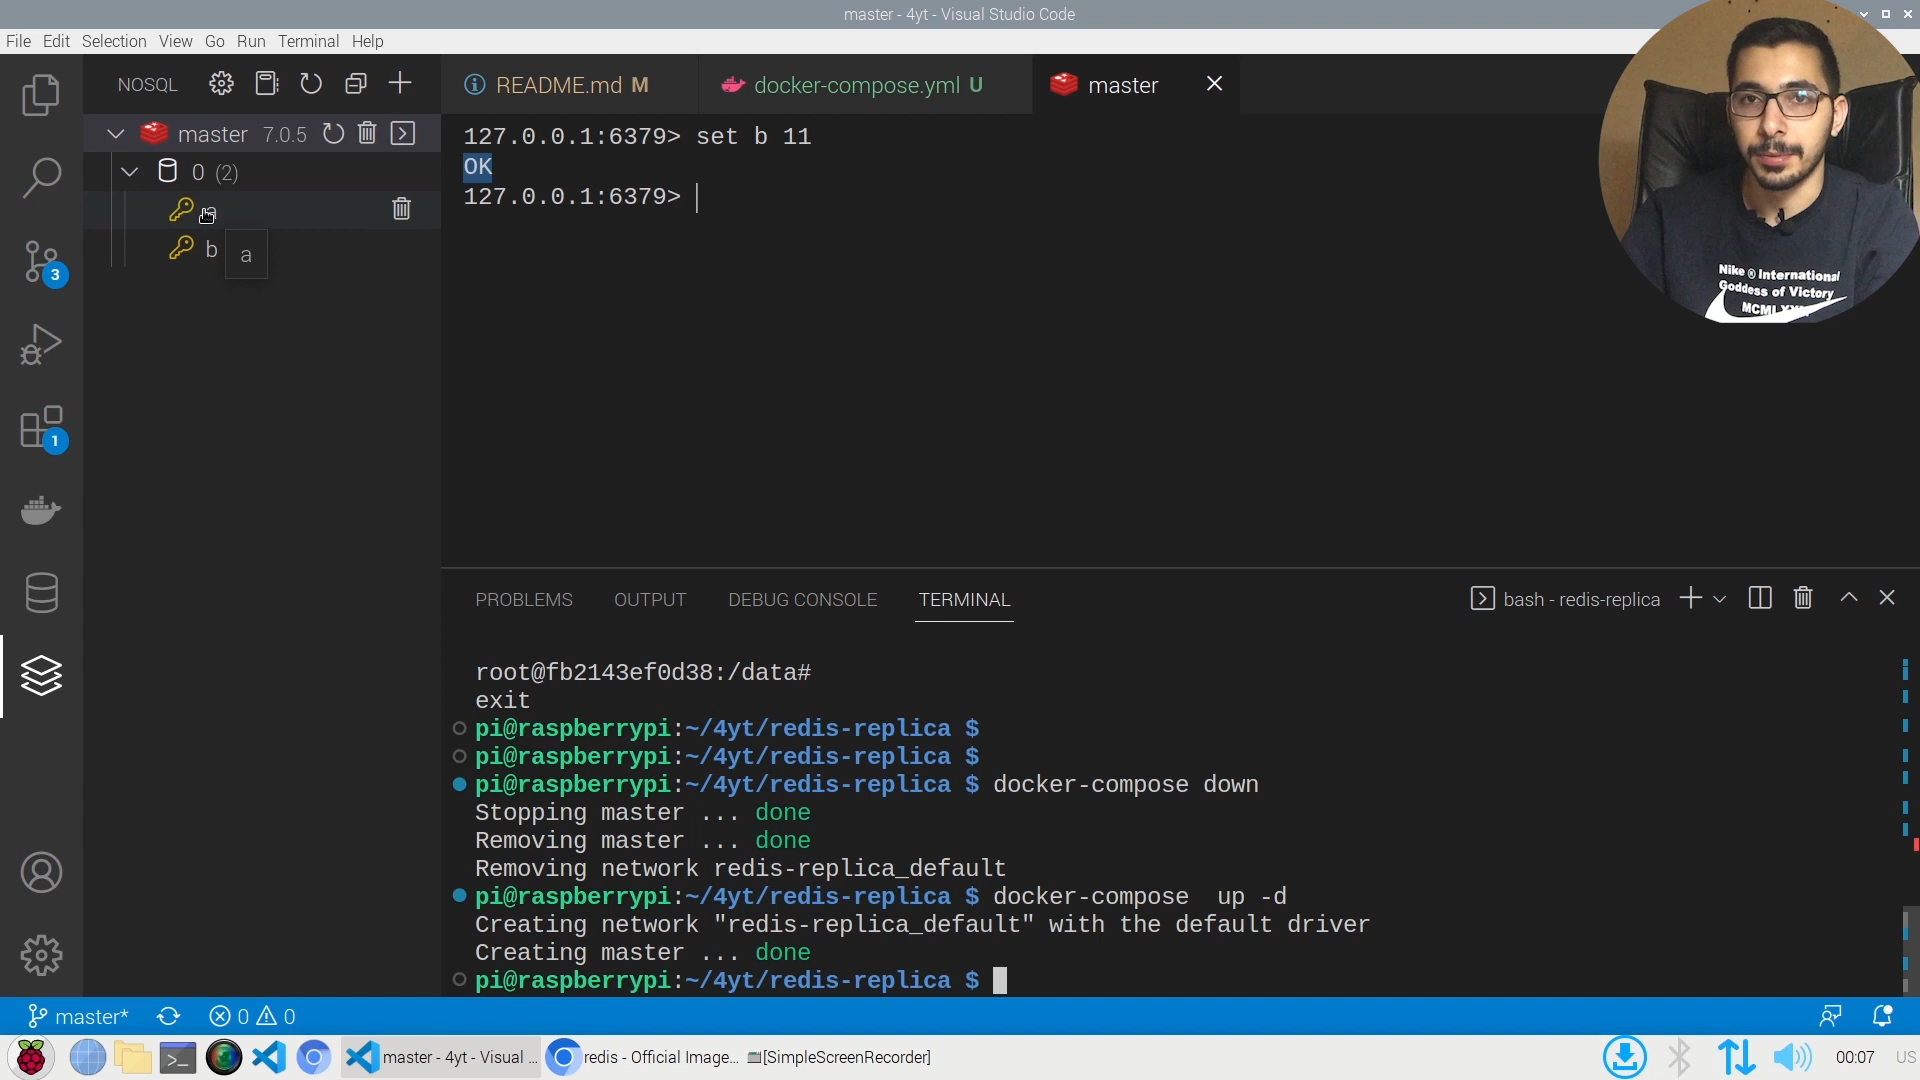 master - 4yt - Visual Studio Code
File Edit Selection View Go Run Terminal Help
NOSQL
README.md M
docker-compose.yml U
master
master 7.0.5
0 (2)
b
a
3
1
127.0.0.1:6379> set b 11
OK
127.0.0.1:6379>
Nike ® International
Goddess of Victory
PROBLEMS OUTPUT DEBUG CONSOLE TERMINAL
bash - redis-replica
root@fb2143ef0d38:/data#
exit
pi@raspberrypi:~/4yt/redis-replica $
pi@raspberrypi:~/4yt/redis-replica $
pi@raspberrypi:~/4yt/redis-replica $ docker-compose down
Stopping master ... done
Removing master ... done
Removing network redis-replica_default
pi@raspberrypi:~/4yt/redis-replica $ docker-compose  up -d
Creating network "redis-replica_default" with the default driver
Creating master ... done
pi@raspberrypi:~/4yt/redis-replica $
master* 0 0
master - 4yt - Visual ... redis - Official Image... [SimpleScreenRecorder] 00:07 US